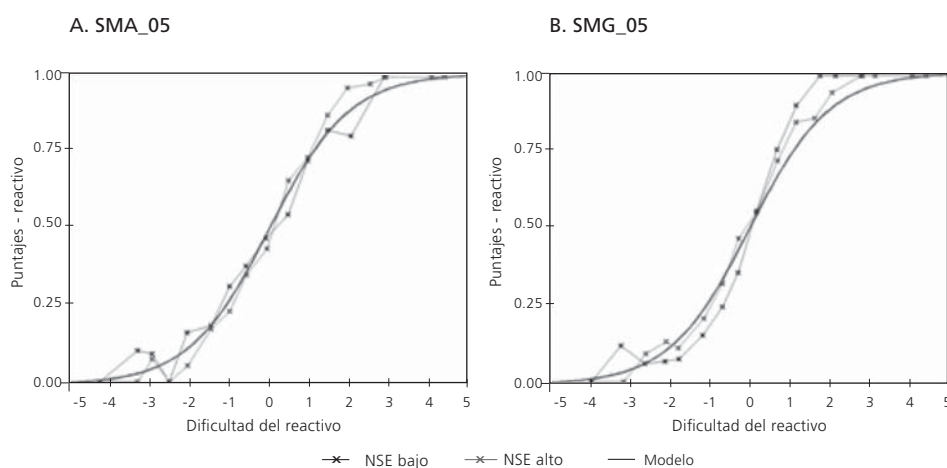 A. SMA_05
B. SMG_05
Puntajes - reactivo
1.00
0.75
0.50
0.25
0.00
-5 -4 -3 -2 -1 0 1 2 3 4 5
Dificultad del reactivo
Puntajes - reactivo
1.00
0.75
0.50
0.25
0.00
-5 -4 -3 -2 -1 0 1 2 3 4 5
Dificultad del reactivo
NSE bajo NSE alto Modelo